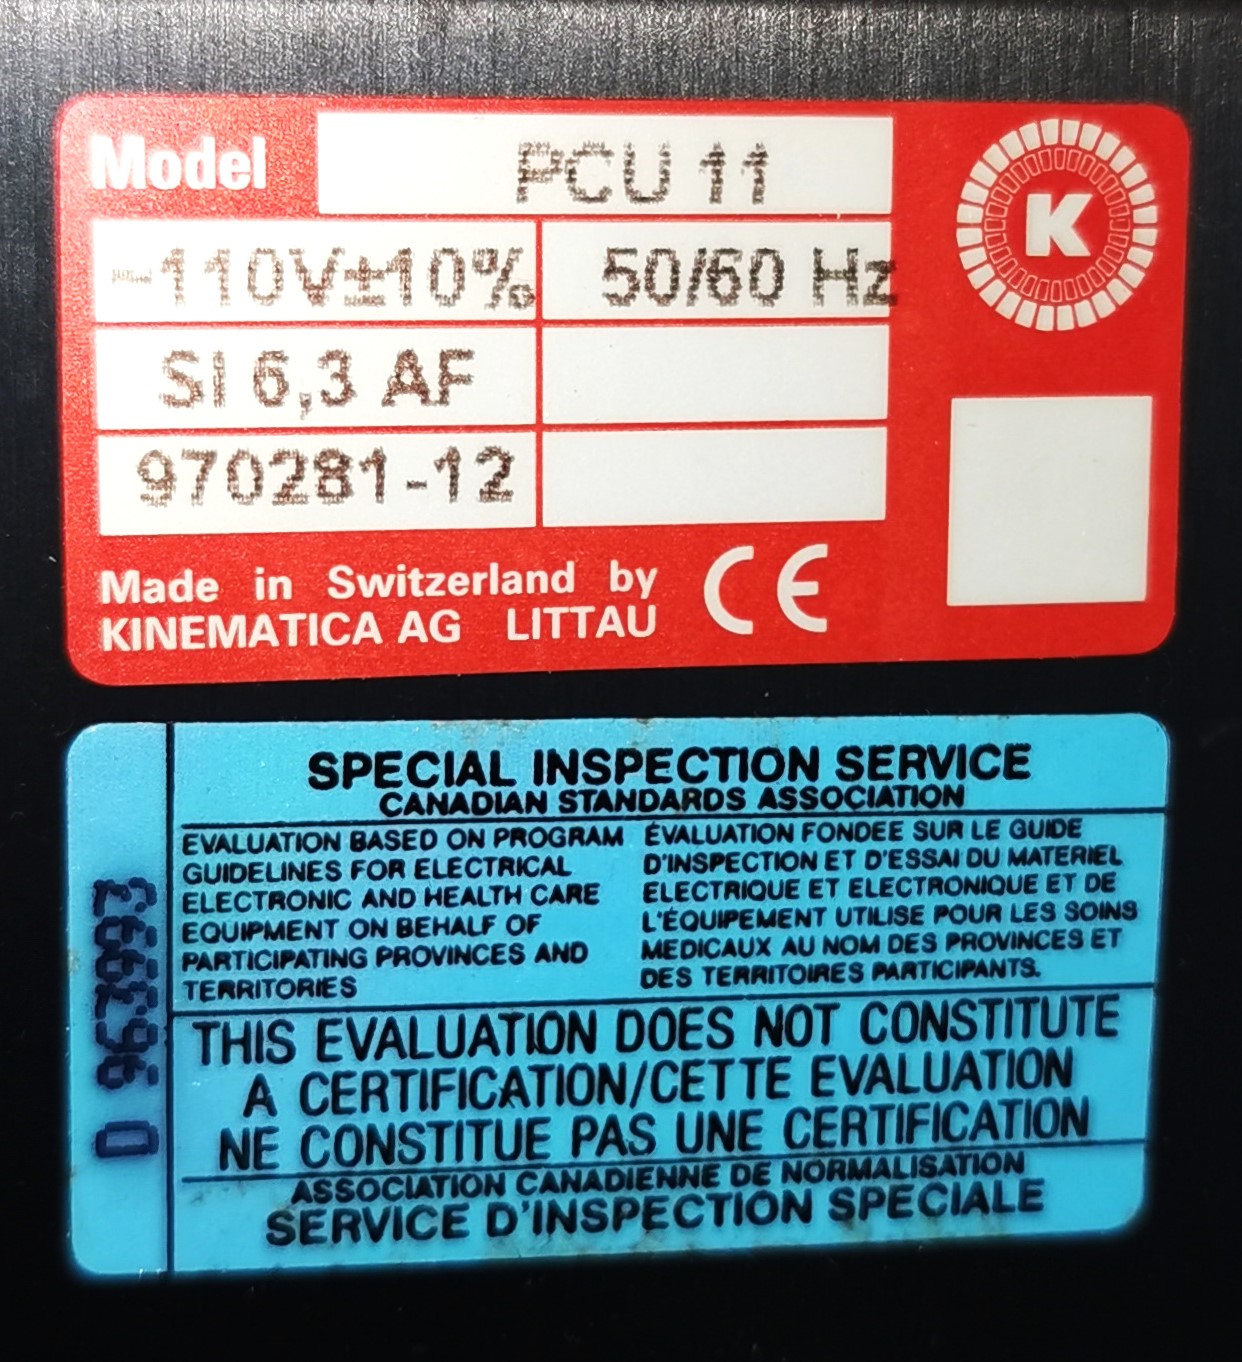 Model PCU 11
K
~110V±10% 50/60 Hz
SI 6,3 AF
970281-12
Made in Switzerland by
KINEMATICA AG LITTAU
CE
SPECIAL INSPECTION SERVICE
CANADIAN STANDARDS ASSOCIATION
EVALUATION BASED ON PROGRAM
GUIDELINES FOR ELECTRICAL
ELECTRONIC AND HEALTH CARE
EQUIPMENT ON BEHALF OF
PARTICIPATING PROVINCES AND
TERRITORIES
ÉVALUATION FONDEE SUR LE GUIDE
D'INSPECTION ET D'ESSAI DU MATERIEL
ELECTRIQUE ET ELECTRONIQUE ET DE
L'ÉQUIPEMENT UTILISE POUR LES SOINS
MEDICAUX AU NOM DES PROVINCES ET
DES TERRITOIRES PARTICIPANTS.
THIS EVALUATION DOES NOT CONSTITUTE
A CERTIFICATION/CETTE EVALUATION
NE CONSTITUE PAS UNE CERTIFICATION
ASSOCIATION CANADIENNE DE NORMALISATION
SERVICE D'INSPECTION SPECIALE